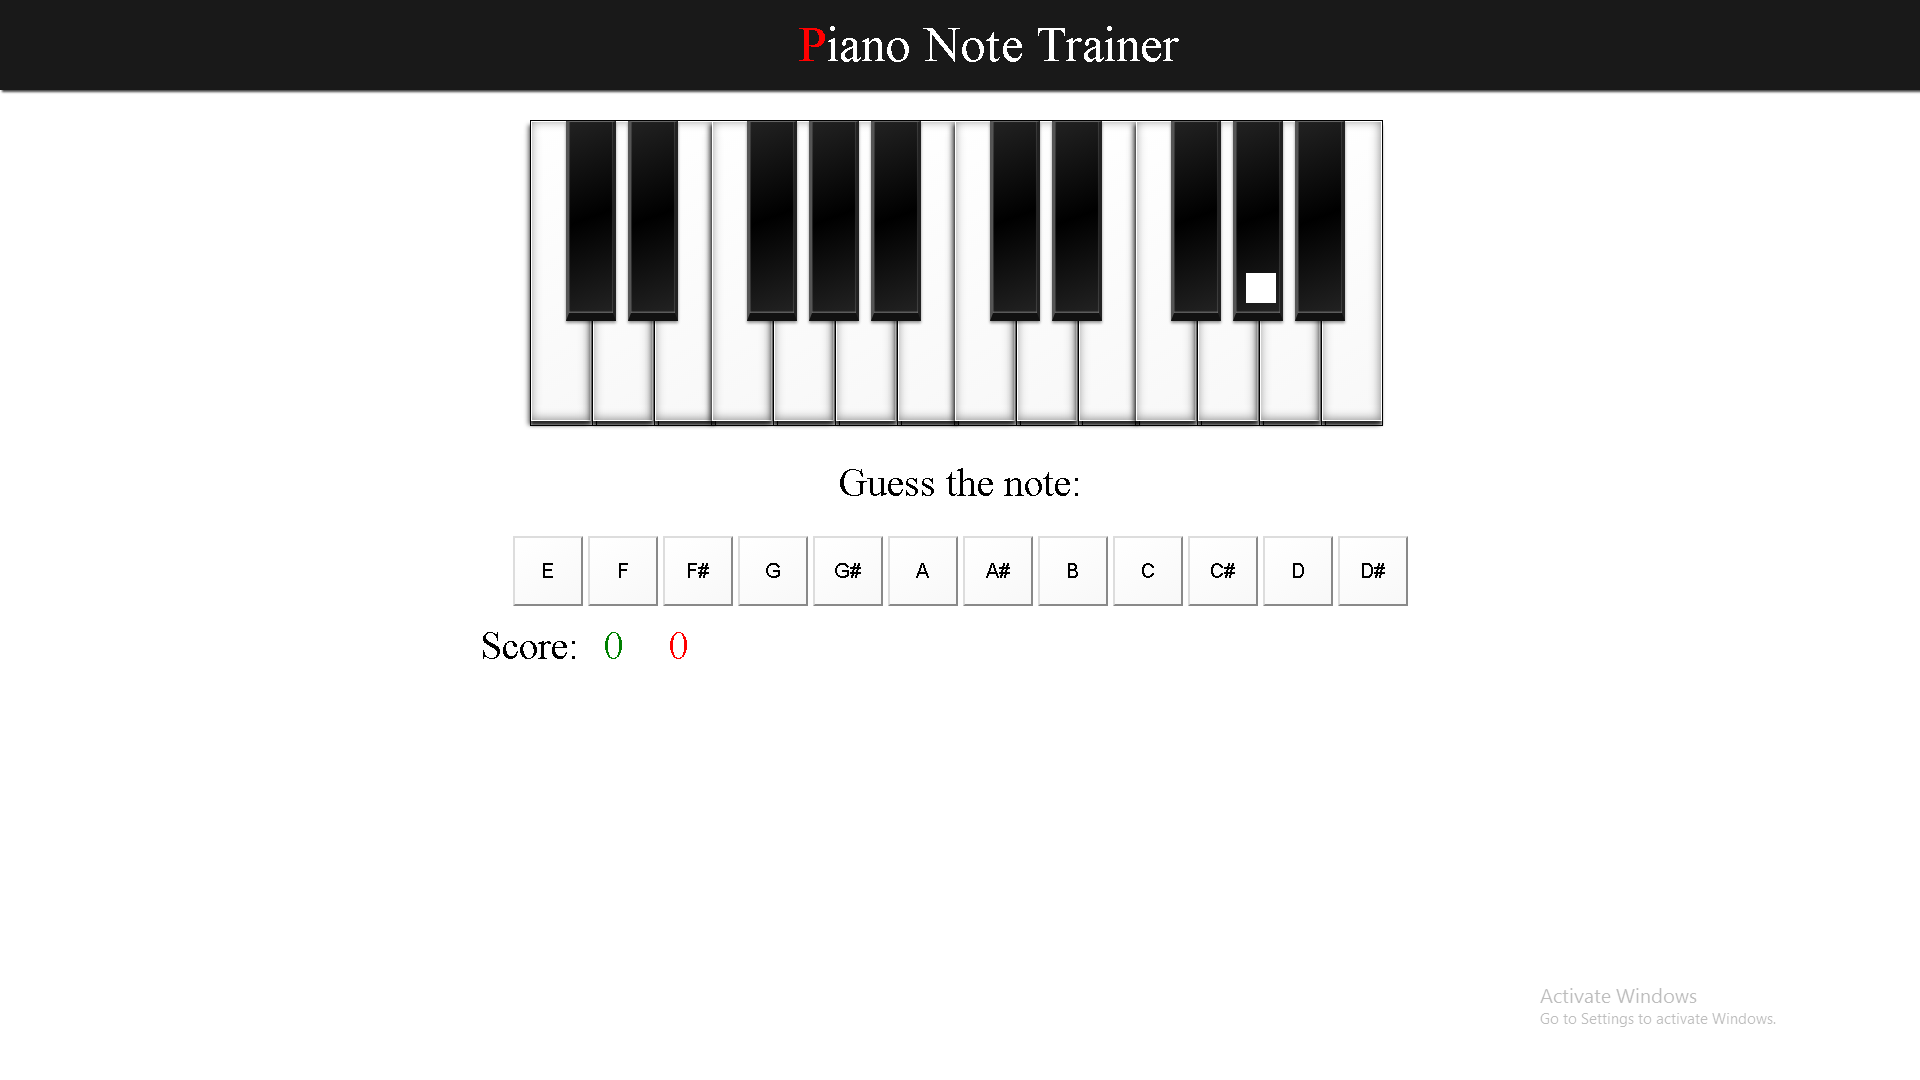 Piano Note Trainer
Guess the note:
E F F# G G# A A# B C C# D D#
Score: 0 0
Activate Windows
Go to Settings to activate Windows.